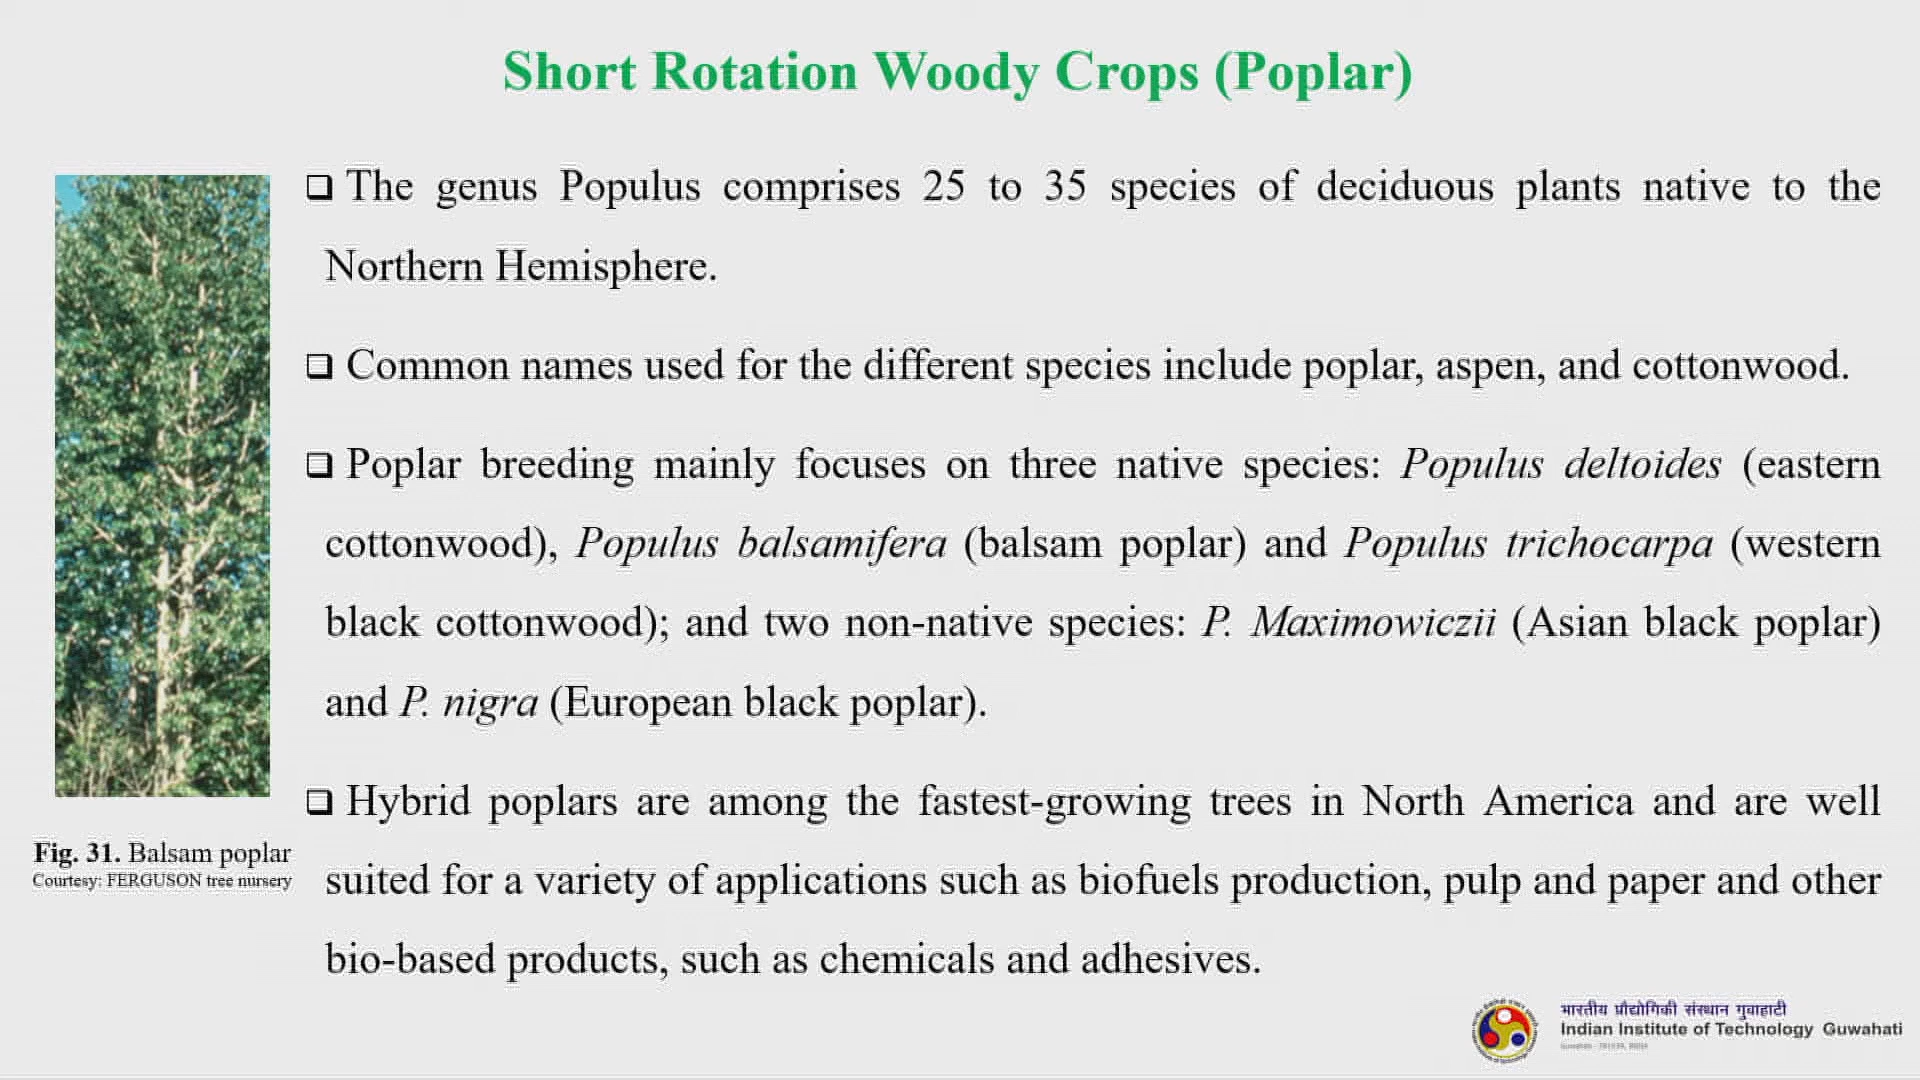 Short Rotation Woody Crops (Poplar)
❑ The genus Populus comprises 25 to 35 species of deciduous plants native to the
Northern Hemisphere.
❑ Common names used for the different species include poplar, aspen, and cottonwood.
❑ Poplar breeding mainly focuses on three native species: Populus deltoides (eastern
cottonwood), Populus balsamifera (balsam poplar) and Populus trichocarpa (western
black cottonwood); and two non-native species: P. Maximowiczii (Asian black poplar)
and P. nigra (European black poplar).
❑ Hybrid poplars are among the fastest-growing trees in North America and are well
suited for a variety of applications such as biofuels production, pulp and paper and other
bio-based products, such as chemicals and adhesives.
Fig. 31. Balsam poplar
Courtesy: FERGUSON tree nursery
भारतीय प्रौद्योगिकी संस्थान गुवाहाटी
Indian Institute of Technology Guwahati